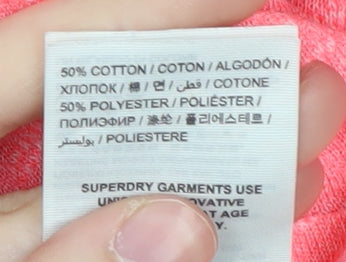 50% COTTON / COTON / ALGODÓN /
ХЛОПОК / 棉 / 면 / قطن / COTONE
50% POLYESTER / POLIÉSTER /
ПОЛИЭФИР / 涤纶 / 폴리에스테르 /
بوليستر / POLIESTERE
SUPERDRY GARMENTS USE
AGE